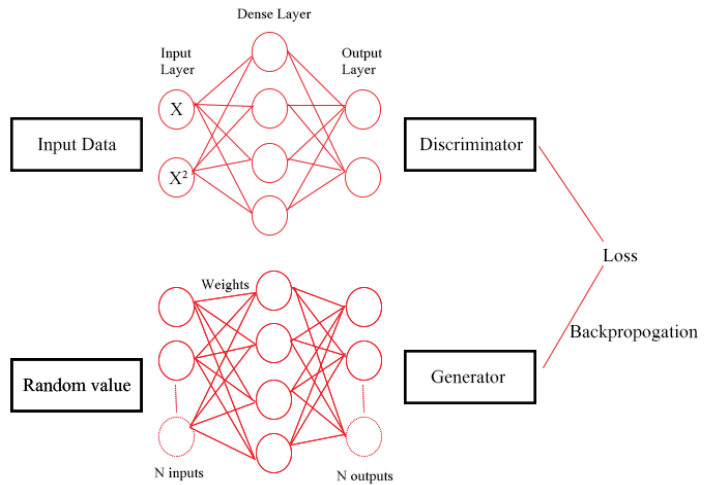 Dense Layer
Input
Layer
Output
Layer
X
X²
Input Data
Discriminator
Loss
Weights
Backpropogation
Random value
Generator
N inputs
N outputs